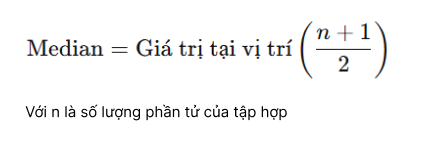 Median = Giá trị tại vị trí (n + 1 / 2)
Với n là số lượng phần tử của tập hợp